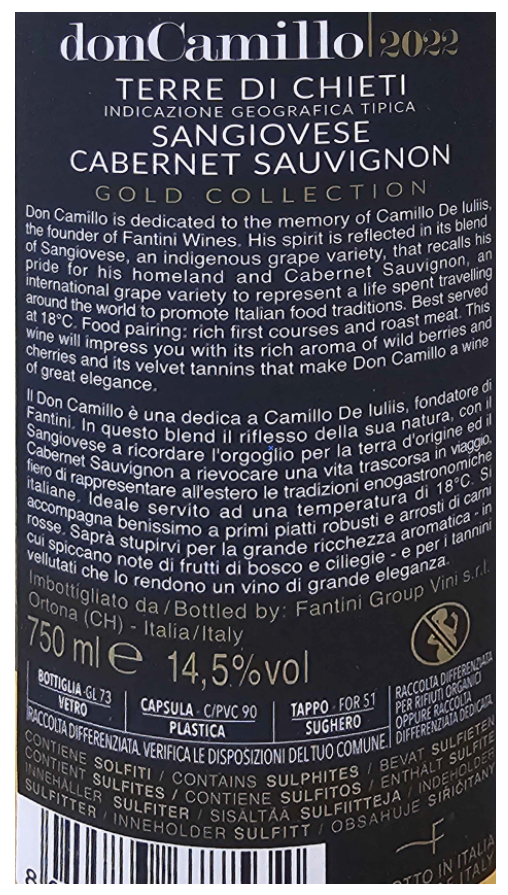 donCamillo|2022
TERRE DI CHIETI
INDICAZIONE GEOGRAFICA TIPICA
SANGIOVESE
CABERNET SAUVIGNON
GOLD COLLECTION
Don Camillo is dedicated to the memory of Camillo De Iuliis,
the founder of Fantini Wines. His spirit is reflected in its blend
of Sangiovese, an indigenous grape variety, that recalls his
pride for his homeland and Cabernet Sauvignon, an
international grape variety to represent a life spent travelling
around the world to promote Italian food traditions. Best served
at 18°C. Food pairing: rich first courses and roast meat. This
wine will impress you with its rich aroma of wild berries and
cherries and its velvet tannins that make Don Camillo a wine
of great elegance.
Il Don Camillo è una dedica a Camillo De Iuliis, fondatore di
Fantini. In questo blend il riflesso della sua natura, con il
Sangiovese a ricordare l'orgoglio per la terra d'origine ed il
Cabernet Sauvignon a rievocare una vita trascorsa in viaggio,
fiero di rappresentare all'estero le tradizioni enogastronomiche
italiane. Ideale servito ad una temperatura di 18°C. Si
accompagna benissimo a primi piatti robusti e arrosti di carni
rosse. Saprà stupirvi per la grande ricchezza aromatica - in
cui spiccano note di frutti di bosco e ciliegie - e per i tannini
vellutati che lo rendono un vino di grande eleganza.
Imbottigliato da / Bottled by: Fantini Group Vini s.r.l.
Ortona (CH) - Italia / Italy
750 ml e 14,5%vol
BOTTIGLIA - GL 73
VETRO
CAPSULA - C/PVC 90
PLASTICA
TAPPO - FOR 51
SUGHERO
RACCOLTA DIFFERENZIATA
PER RIFIUTI ORGANICI
OPPURE RACCOLTA
DIFFERENZIATA DEDICATA
RACCOLTA DIFFERENZIATA. VERIFICA LE DISPOSIZIONI DEL TUO COMUNE.
CONTIENE SOLFITI / CONTAINS SULPHITES / BEVAT SULFIETEN
CONTIENT SULFITES / CONTIENE SULFITOS / ENTHÄLT SULFITE
INNEHÅLLER SULFITER / SISÄLTÄÄ SULFIITTEJA / INDEHOLDER
SULFITTER / INNEHOLDER SULFITT / OBSAHUJE SIŘIČITANY
F
OTTO IN ITALIA
ITALY
8